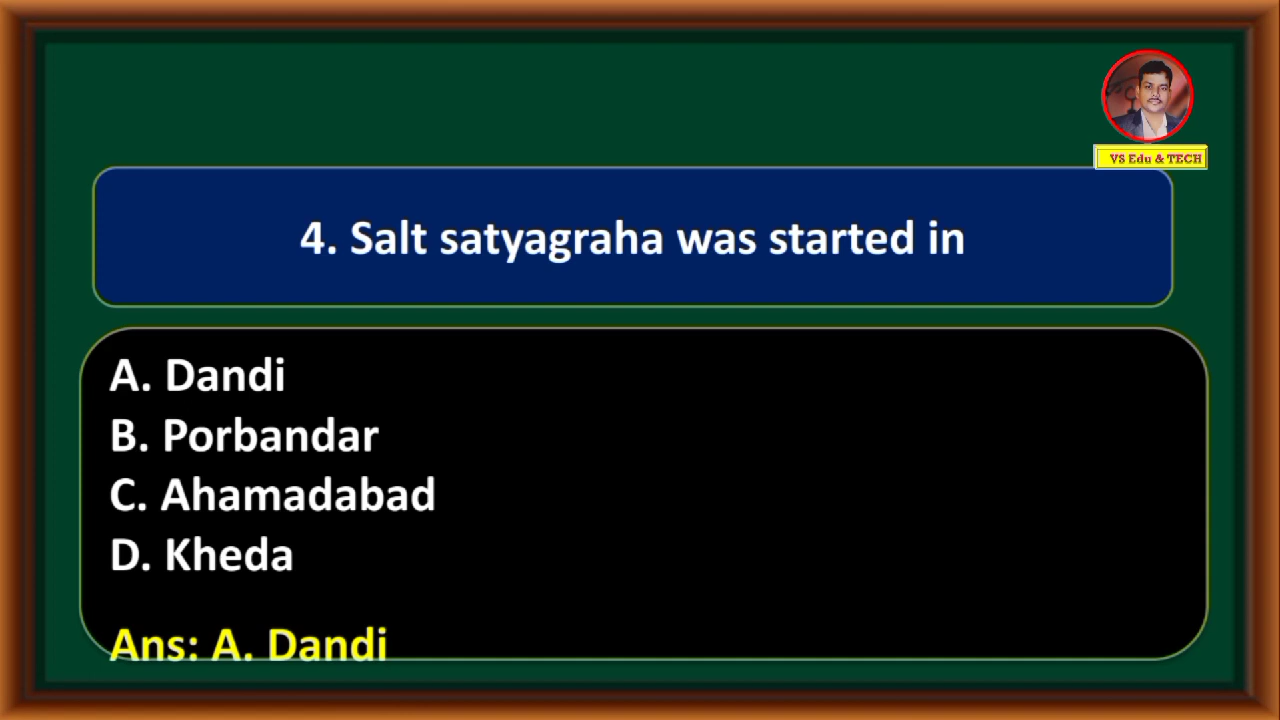 VS Edu & TECH
4. Salt satyagraha was started in
A. Dandi
B. Porbandar
C. Ahamadabad
D. Kheda
Ans: A. Dandi